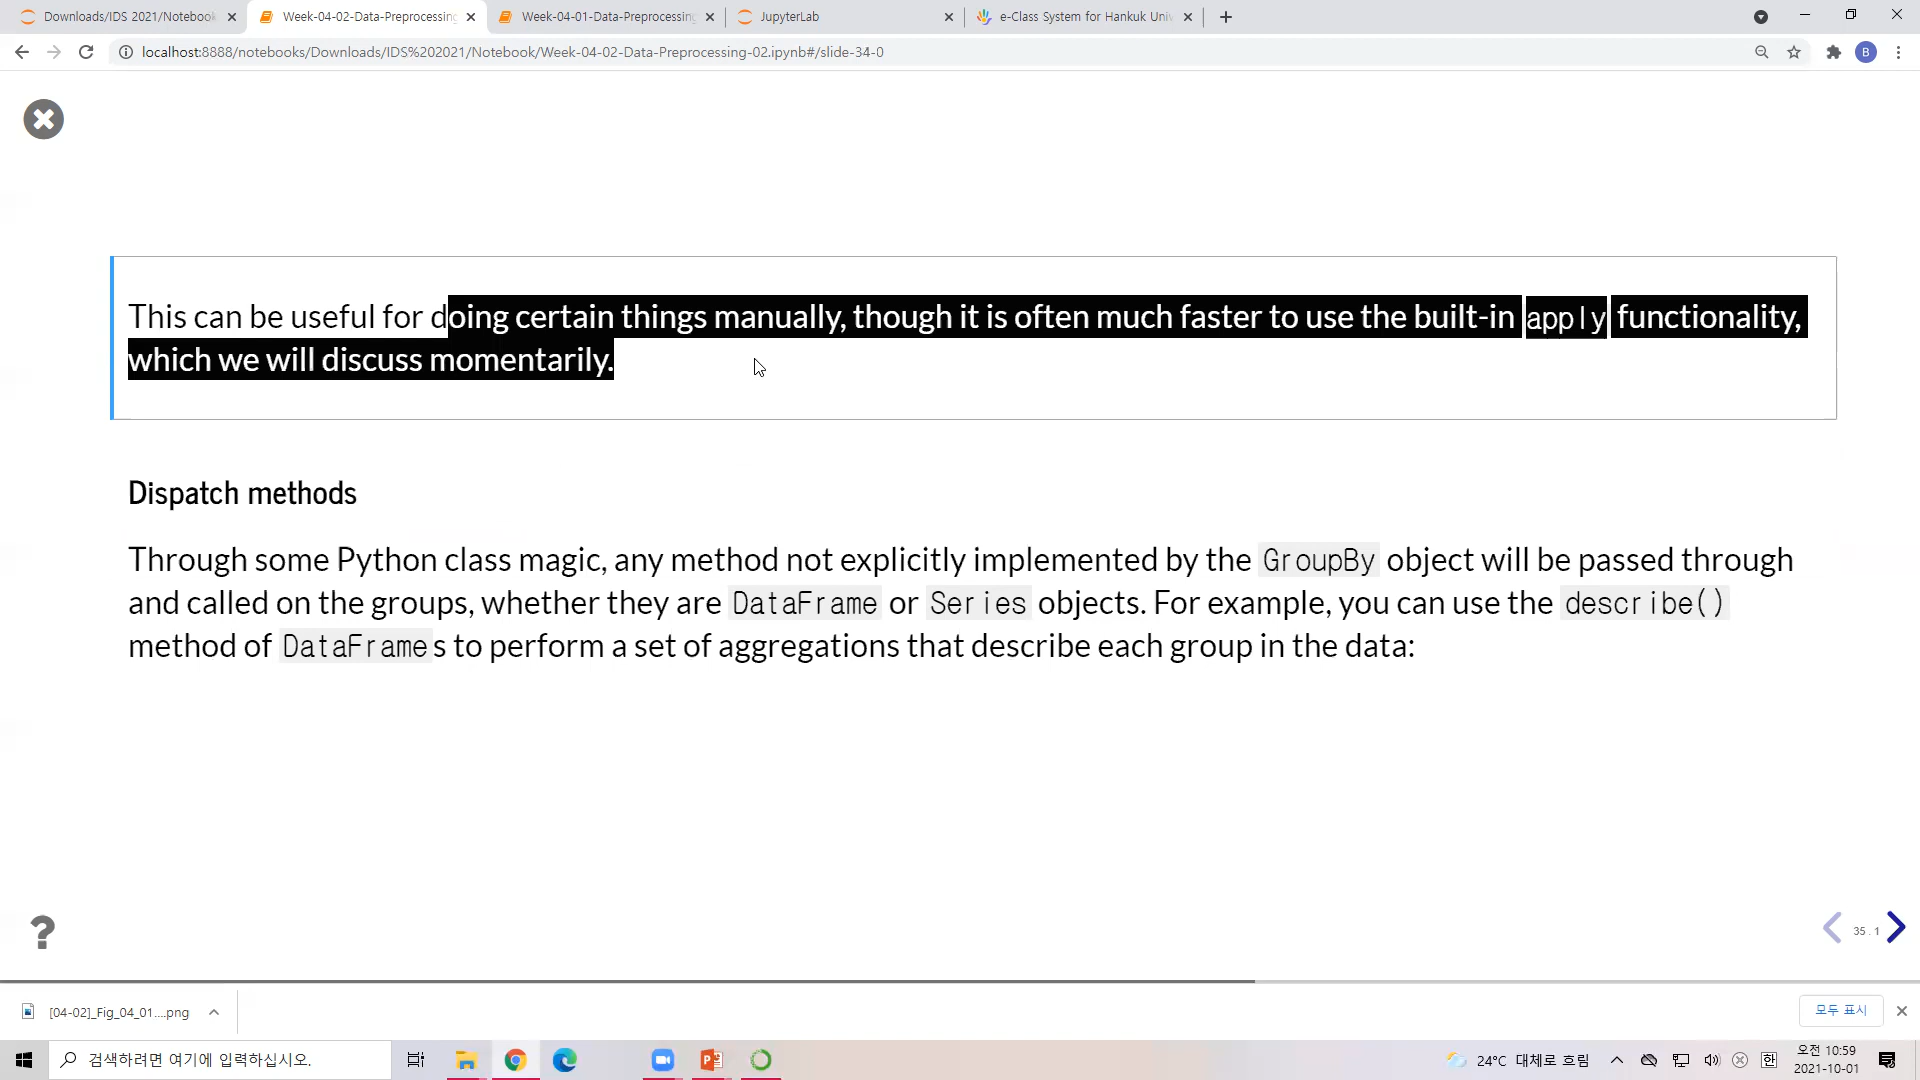 Downloads/IDS 2021/Notebook
Week-04-02-Data-Preprocessing
Week-04-01-Data-Preprocessing
JupyterLab
e-Class System for Hankuk Univ
localhost:8888/notebooks/Downloads/IDS%202021/Notebook/Week-04-02-Data-Preprocessing-02.ipynb#/slide-34-0
B
This can be useful for doing certain things manually, though it is often much faster to use the built-in apply functionality,
which we will discuss momentarily.
Dispatch methods
Through some Python class magic, any method not explicitly implemented by the GroupBy object will be passed through
and called on the groups, whether they are DataFrame or Series objects. For example, you can use the describe()
method of DataFrames to perform a set of aggregations that describe each group in the data:
?
35.1
[04-02]_Fig_04_01....png
모두 표시
검색하려면 여기에 입력하십시오.
24°C 대체로 흐림
한
오전 10:59
2021-10-01